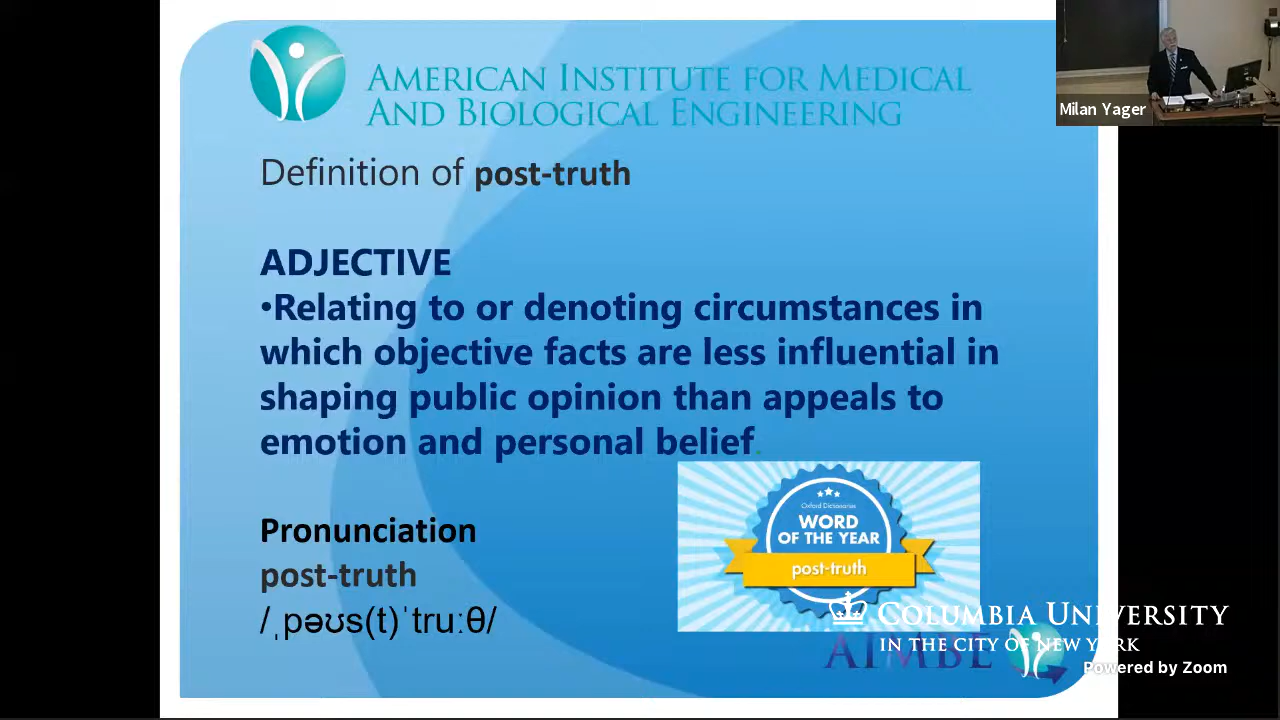 AMERICAN INSTITUTE FOR MEDICAL
AND BIOLOGICAL ENGINEERING
Milan Yager
Definition of post-truth
ADJECTIVE
•Relating to or denoting circumstances in
which objective facts are less influential in
shaping public opinion than appeals to
emotion and personal belief.
Pronunciation
post-truth
/ˌpəʊs(t)ˈtruːθ/
Oxford Dictionaries
WORD
OF THE YEAR
post-truth
COLUMBIA UNIVERSITY
IN THE CITY OF NEW YORK
AIMBE
Powered by Zoom